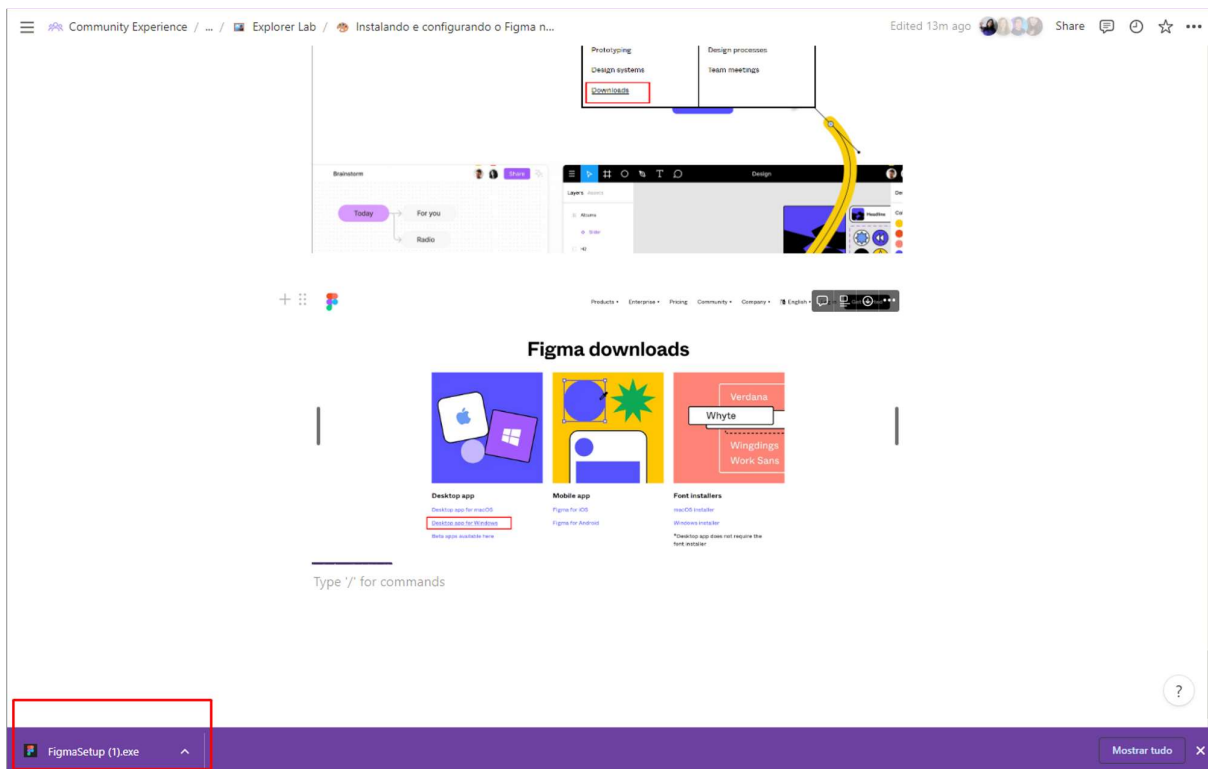 Community Experience / ... / Explorer Lab / Instalando e configurando o Figma n...
Edited 13m ago
Share
Prototyping
Design processes
Design systems
Team meetings
Downloads
Brainstorm
Share
Today
For you
Radio
Design
Layers
Assets
Albums
Slider
Headline
Products
Enterprise
Pricing
Community
Company
English
Figma downloads
Verdana
Whyte
Wingdings
Work Sans
Desktop app
Desktop app for macOS
Desktop app for Windows
Beta apps available here
Mobile app
Figma for iOS
Figma for Android
Font installers
macOS installer
Windows installer
*Desktop app does not require the
font installer
Type '/' for commands
?
FigmaSetup (1).exe
Mostrar tudo